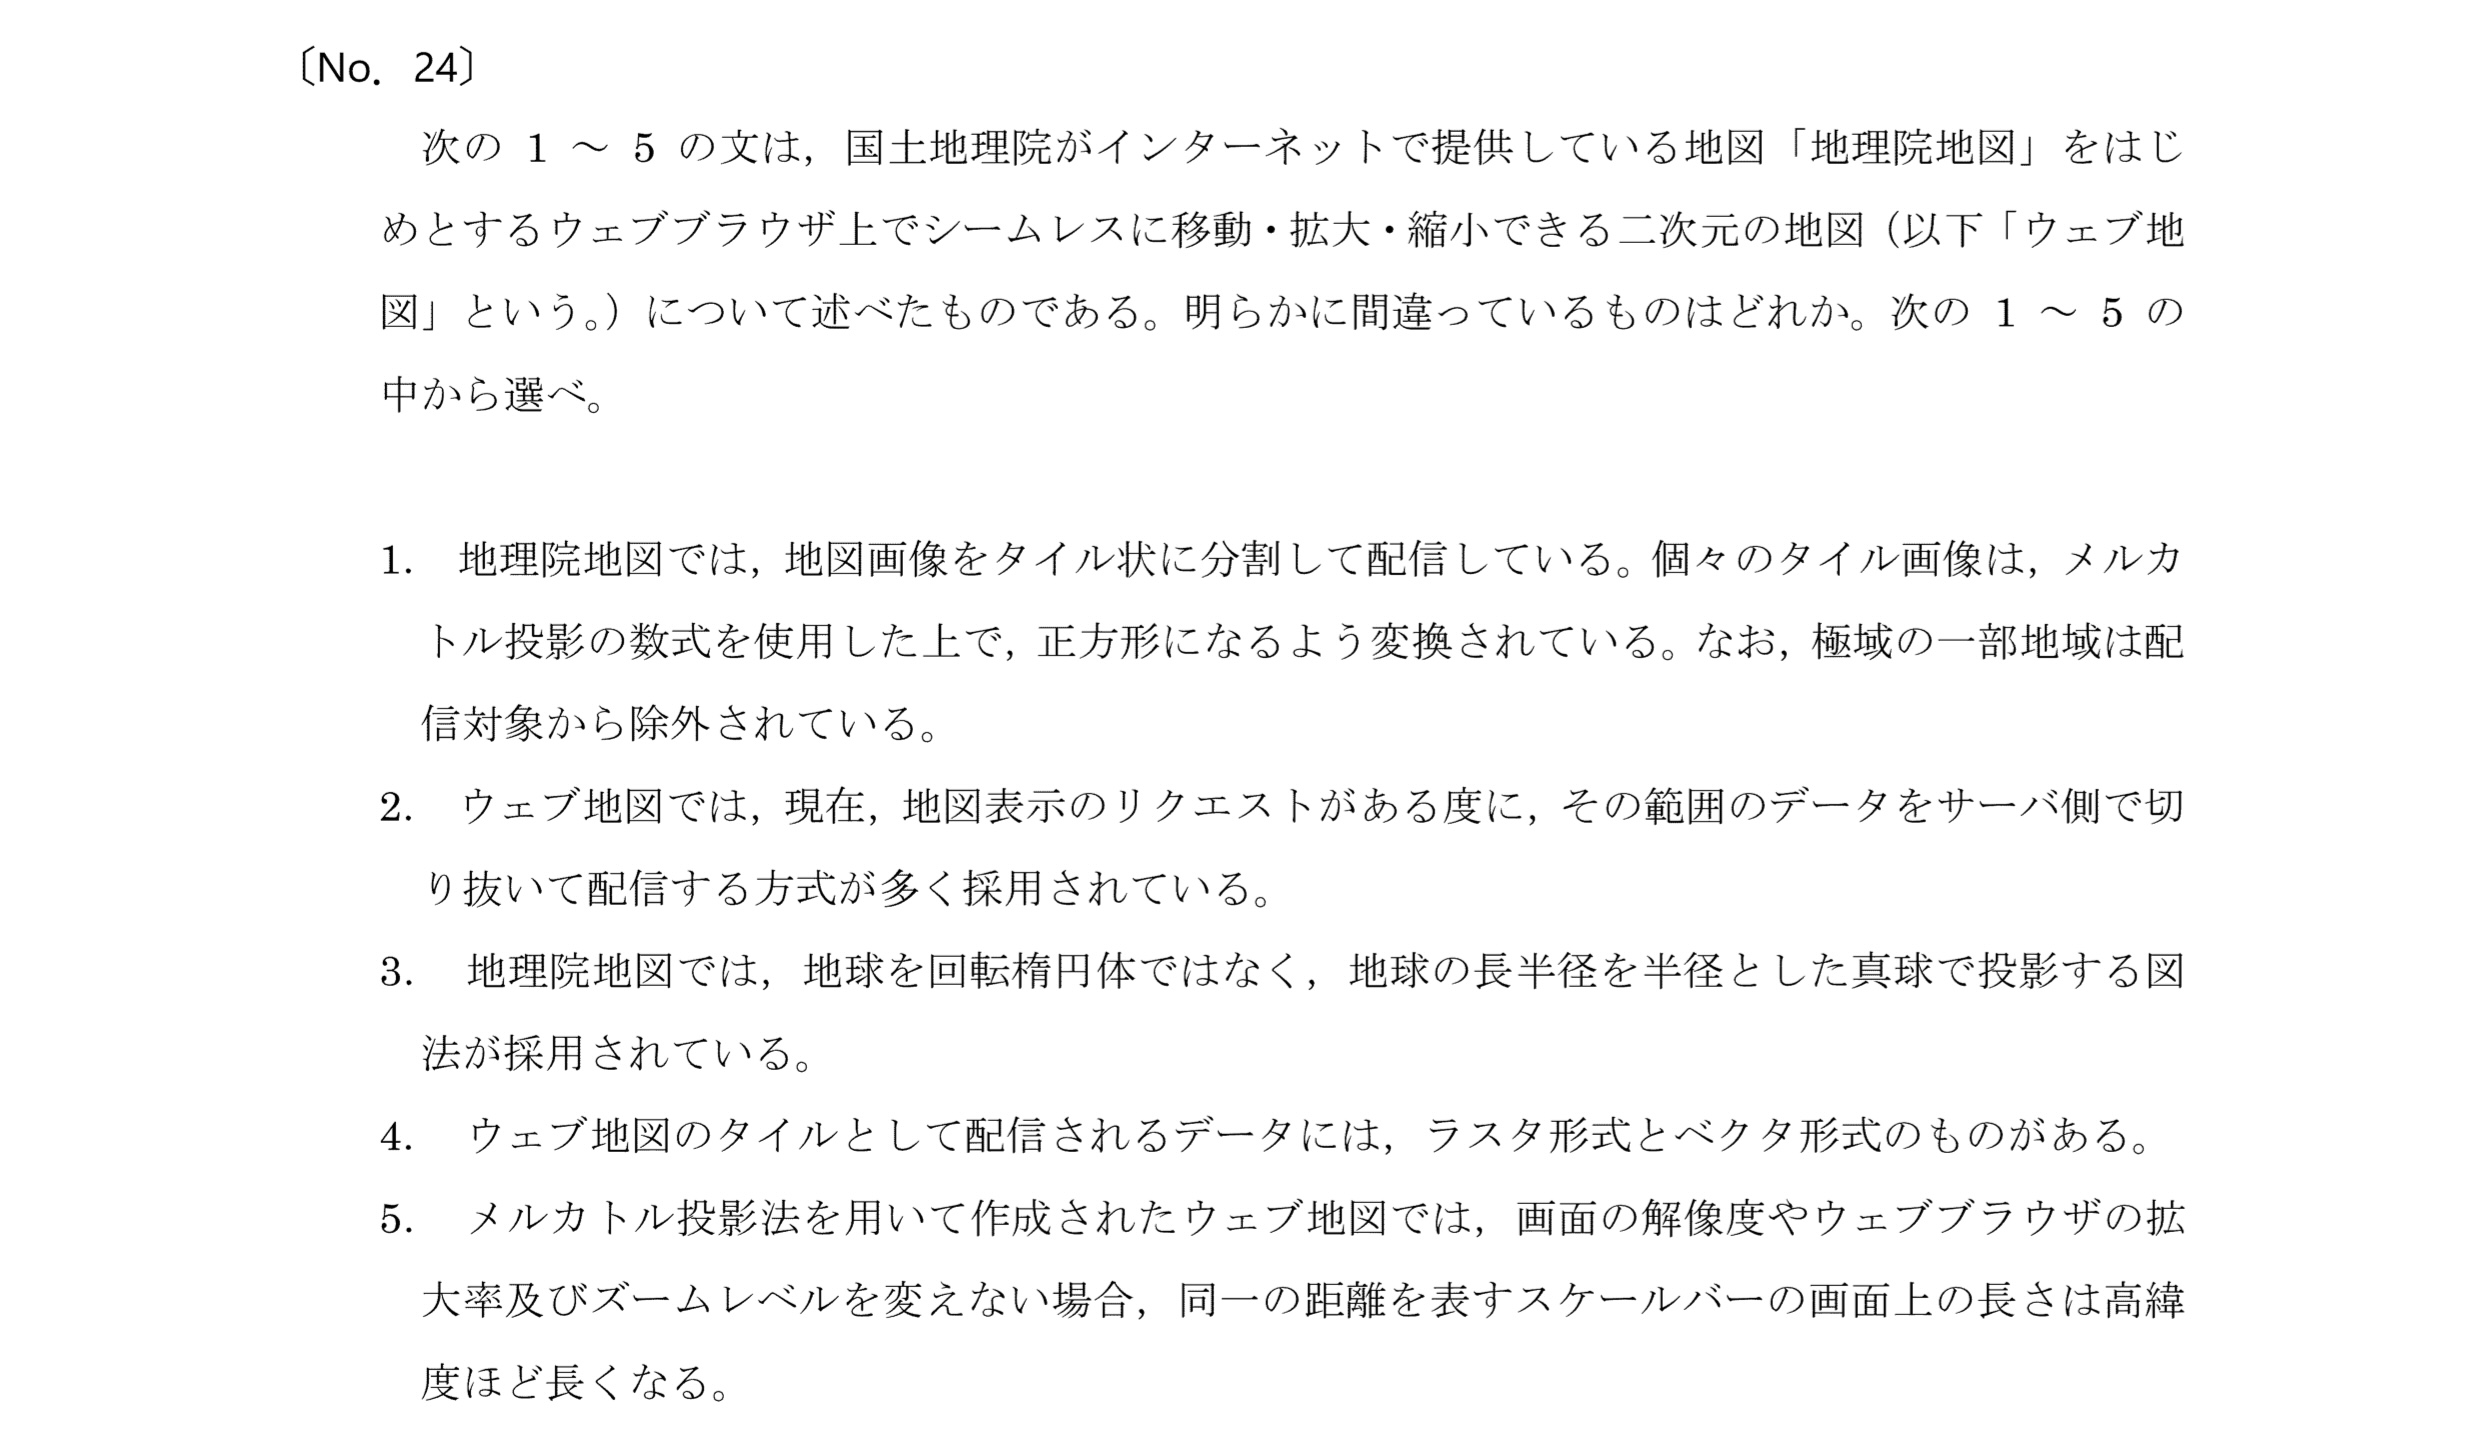 〔No. 24〕
次の 1 ～ 5 の文は，国土地理院がインターネットで提供している地図「地理院地図」をはじ
めとするウェブブラウザ上でシームレスに移動・拡大・縮小できる二次元の地図（以下「ウェブ地
図」という。）について述べたものである。明らかに間違っているものはどれか。次の 1 ～ 5 の
中から選べ。
1. 地理院地図では，地図画像をタイル状に分割して配信している。個々のタイル画像は，メルカ
トル投影の数式を使用した上で，正方形になるよう変換されている。なお，極域の一部地域は配
信対象から除外されている。
2. ウェブ地図では，現在，地図表示のリクエストがある度に，その範囲のデータをサーバ側で切
り抜いて配信する方式が多く採用されている。
3. 地理院地図では，地球を回転楕円体ではなく，地球の長半径を半径とした真球で投影する図
法が採用されている。
4. ウェブ地図のタイルとして配信されるデータには，ラスタ形式とベクタ形式のものがある。
5. メルカトル投影法を用いて作成されたウェブ地図では，画面の解像度やウェブブラウザの拡
大率及びズームレベルを変えない場合，同一の距離を表すスケールバーの画面上の長さは高緯
度ほど長くなる。